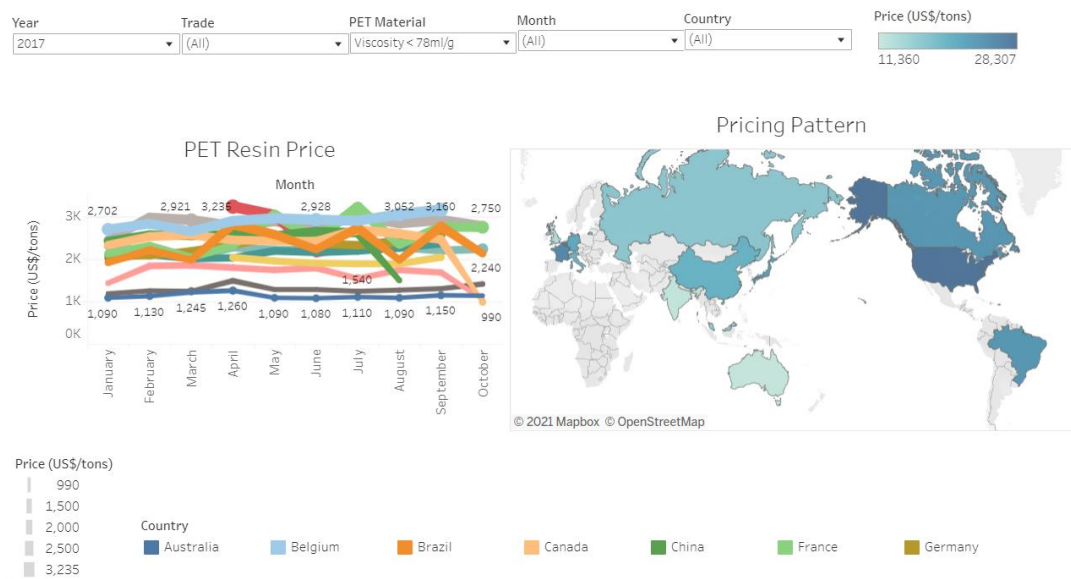 Year
Trade
PET Material
Month
Country
Price (US$/tons)
2017
(All)
Viscosity < 78ml/g
(All)
(All)
11,360
28,307
Pricing Pattern
PET Resin Price
Month
Price (US$/tons)
3K
2K
1K
0K
2,702
2,921
3,235
2,928
3,052
3,160
2,750
2,240
1,540
1,090
1,130
1,245
1,260
1,090
1,080
1,110
1,090
1,150
990
January
February
March
April
May
June
July
August
September
October
© 2021 Mapbox © OpenStreetMap
Price (US$/tons)
990
1,500
2,000
2,500
3,235
Country
Australia
Belgium
Brazil
Canada
China
France
Germany